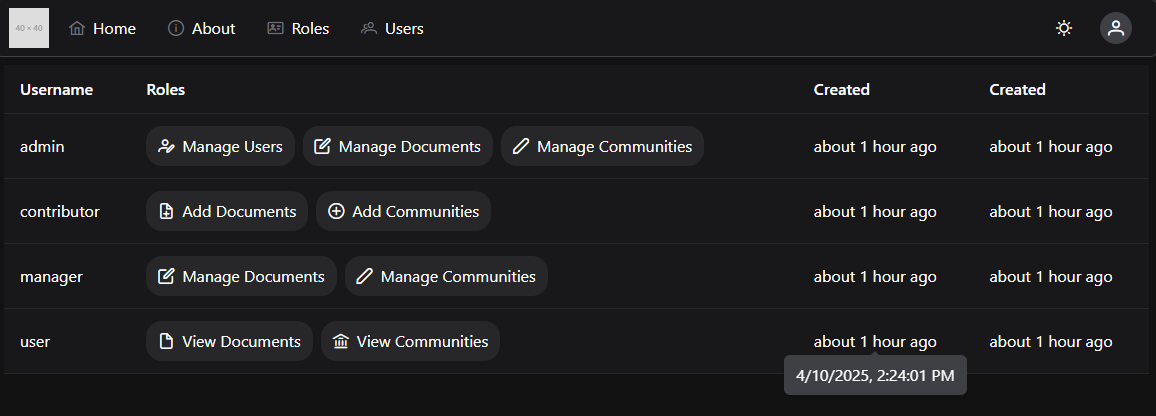 40 × 40 Home About Roles Users
Username Roles Created Created
admin Manage Users Manage Documents Manage Communities about 1 hour ago about 1 hour ago
contributor Add Documents Add Communities about 1 hour ago about 1 hour ago
manager Manage Documents Manage Communities about 1 hour ago about 1 hour ago
user View Documents View Communities about 1 hour ago about 1 hour ago
4/10/2025, 2:24:01 PM